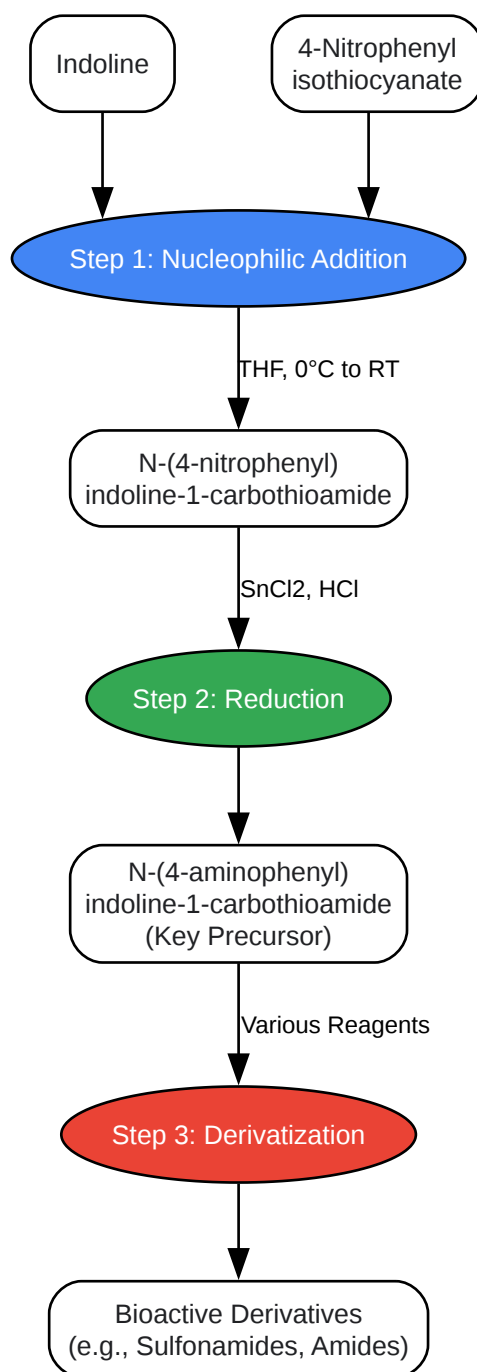 Indoline
4-Nitrophenyl
isothiocyanate
Step 1: Nucleophilic Addition
THF, 0°C to RT
N-(4-nitrophenyl)
indoline-1-carbothioamide
SnCl2, HCl
Step 2: Reduction
N-(4-aminophenyl)
indoline-1-carbothioamide
(Key Precursor)
Various Reagents
Step 3: Derivatization
Bioactive Derivatives
(e.g., Sulfonamides, Amides)